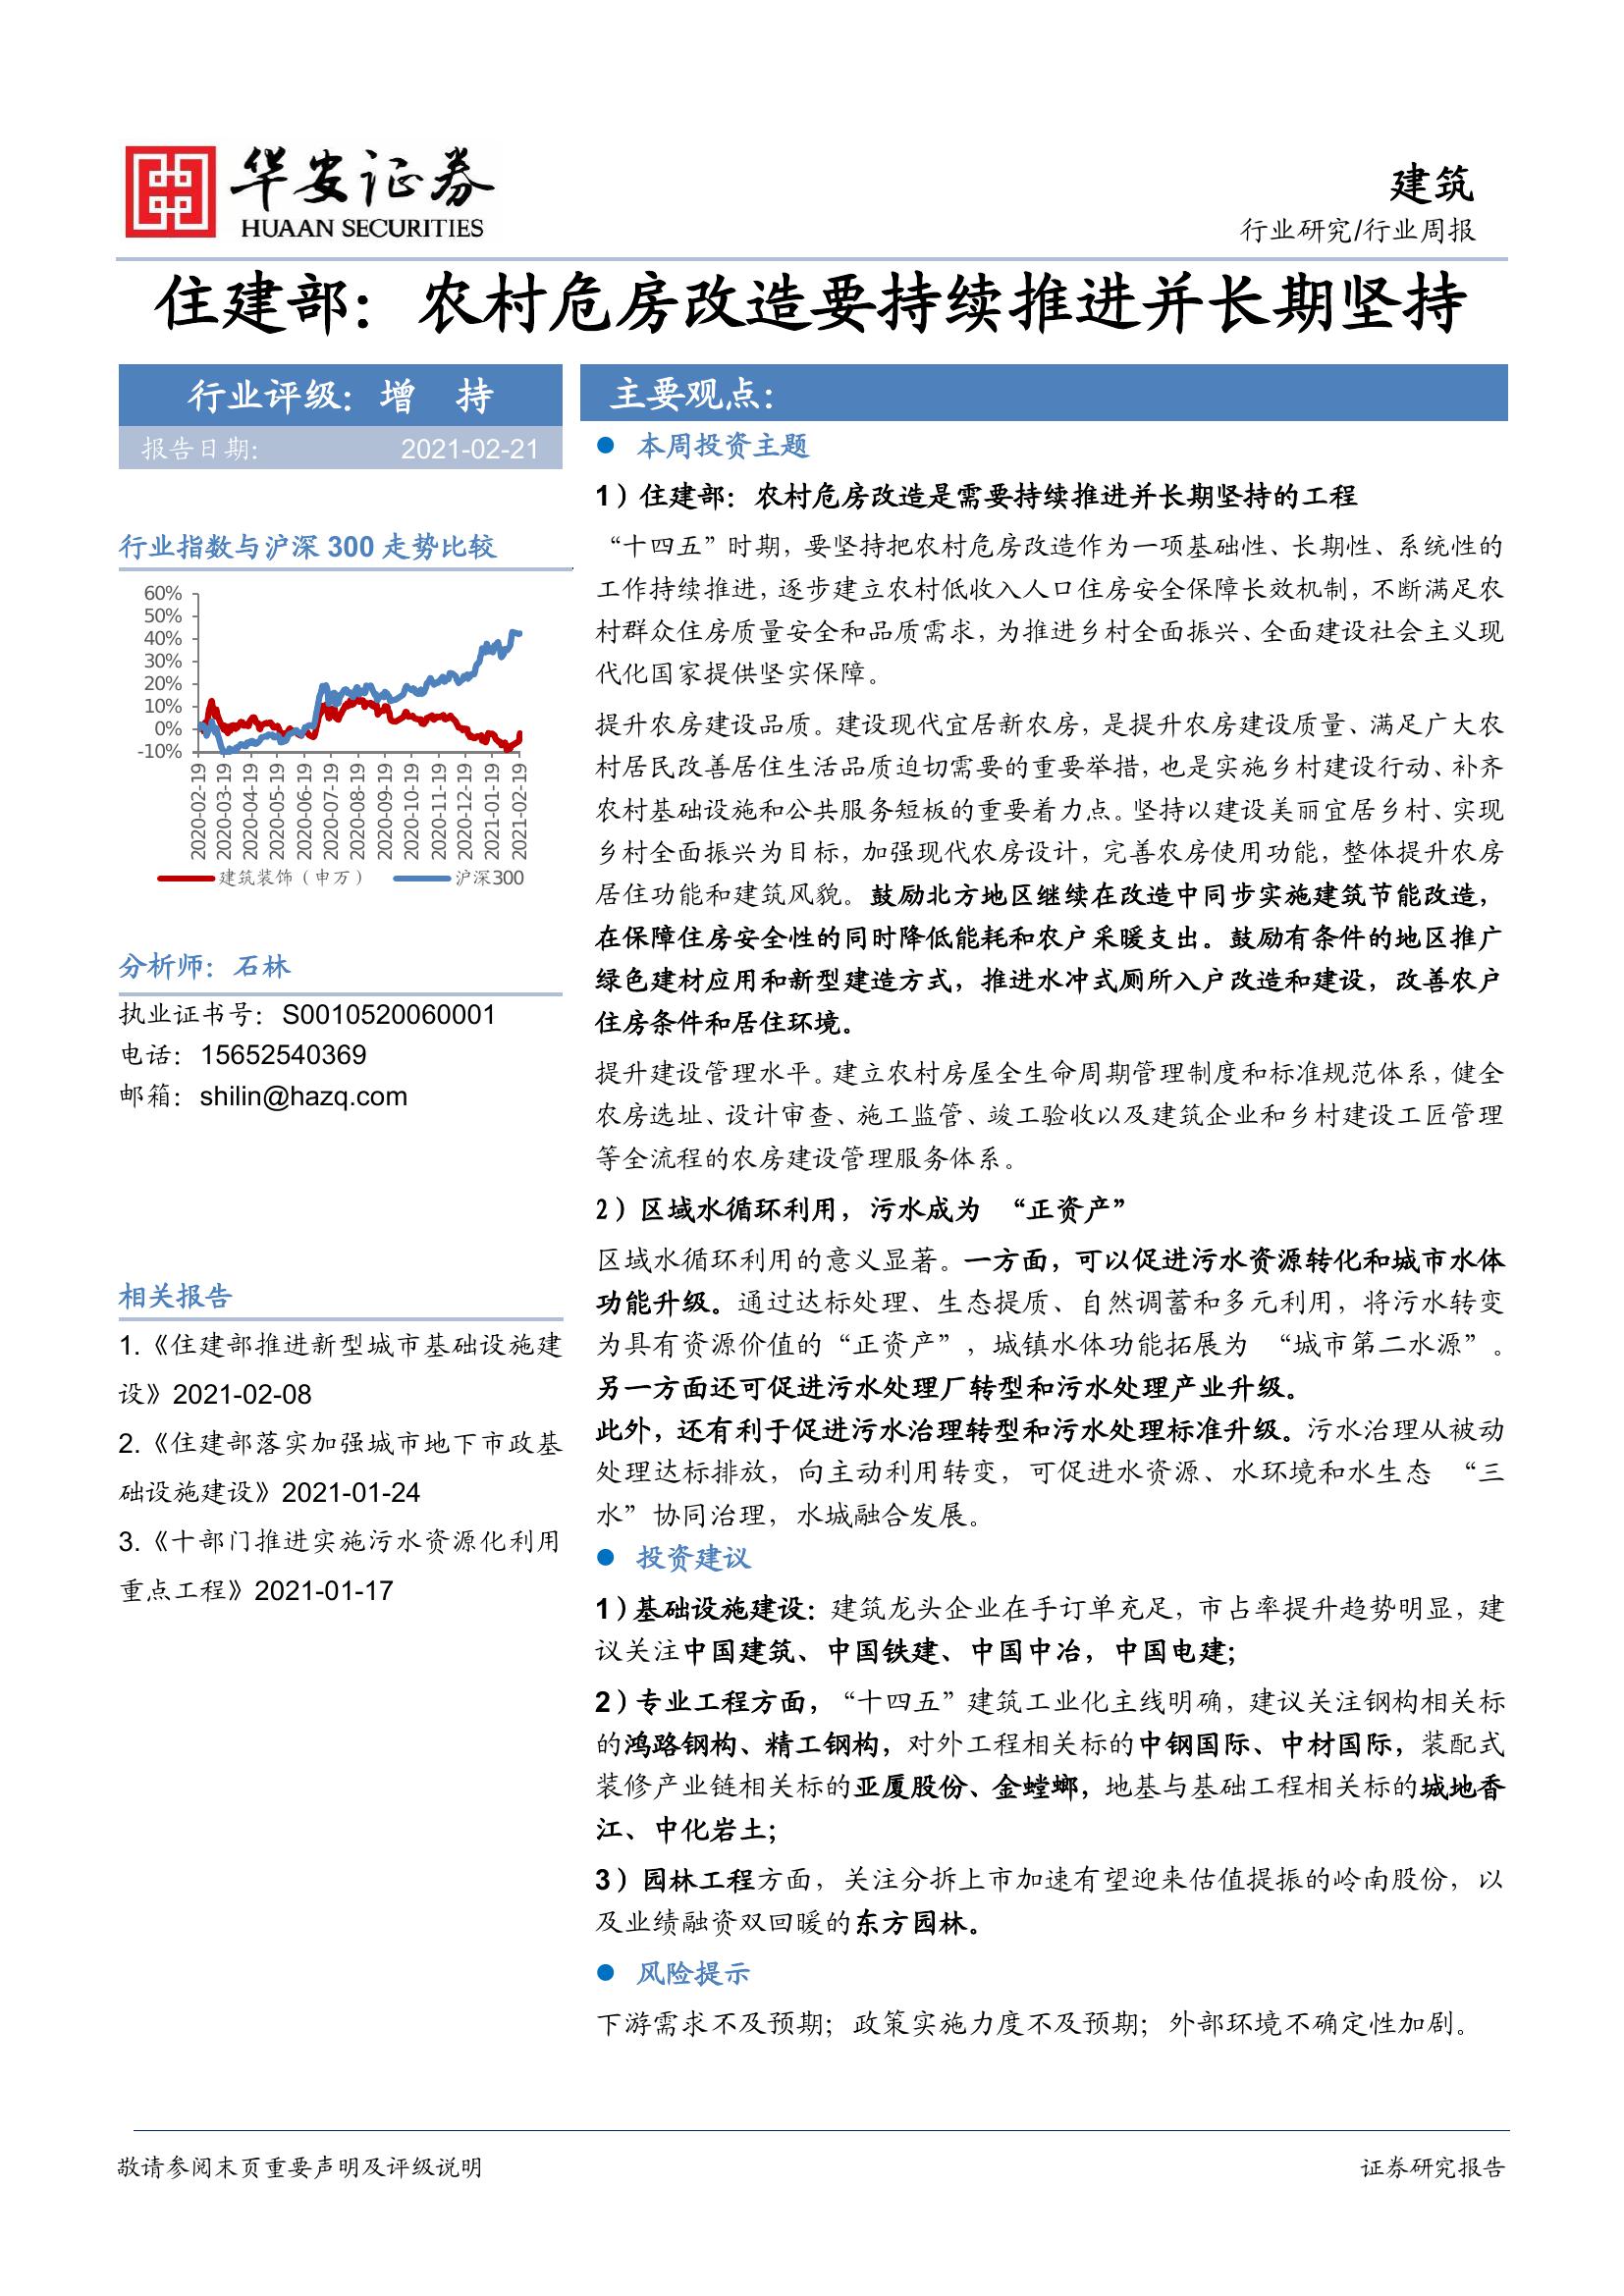 华安证券
HUAAN SECURITIES
建筑
行业研究/行业周报
住建部：农村危房改造要持续推进并长期坚持
行业评级：增 持
报告日期： 2021-02-21
行业指数与沪深 300 走势比较
60%
50%
40%
30%
20%
10%
0%
-10%
2020-02-19
2020-03-19
2020-04-19
2020-05-19
2020-06-19
2020-07-19
2020-08-19
2020-09-19
2020-10-19
2020-11-19
2020-12-19
2021-01-19
2021-02-19
建筑装饰（申万） 沪深300
分析师：石林
执业证书号：S0010520060001
电话：15652540369
邮箱：shilin@hazq.com
相关报告
1.《住建部推进新型城市基础设施建
设》2021-02-08
2.《住建部落实加强城市地下市政基
础设施建设》2021-01-24
3.《十部门推进实施污水资源化利用
重点工程》2021-01-17
主要观点：
● 本周投资主题
1）住建部：农村危房改造是需要持续推进并长期坚持的工程
“十四五”时期，要坚持把农村危房改造作为一项基础性、长期性、系统性的
工作持续推进，逐步建立农村低收入人口住房安全保障长效机制，不断满足农
村群众住房质量安全和品质需求，为推进乡村全面振兴、全面建设社会主义现
代化国家提供坚实保障。
提升农房建设品质。建设现代宜居新农房，是提升农房建设质量、满足广大农
村居民改善居住生活品质迫切需要的重要举措，也是实施乡村建设行动、补齐
农村基础设施和公共服务短板的重要着力点。坚持以建设美丽宜居乡村、实现
乡村全面振兴为目标，加强现代农房设计，完善农房使用功能，整体提升农房
居住功能和建筑风貌。鼓励北方地区继续在改造中同步实施建筑节能改造，
在保障住房安全性的同时降低能耗和农户采暖支出。鼓励有条件的地区推广
绿色建材应用和新型建造方式，推进水冲式厕所入户改造和建设，改善农户
住房条件和居住环境。
提升建设管理水平。建立农村房屋全生命周期管理制度和标准规范体系，健全
农房选址、设计审查、施工监管、竣工验收以及建筑企业和乡村建设工匠管理
等全流程的农房建设管理服务体系。
2）区域水循环利用，污水成为 “正资产”
区域水循环利用的意义显著。一方面，可以促进污水资源转化和城市水体
功能升级。通过达标处理、生态提质、自然调蓄和多元利用，将污水转变
为具有资源价值的“正资产”，城镇水体功能拓展为 “城市第二水源”。
另一方面还可促进污水处理厂转型和污水处理产业升级。
此外，还有利于促进污水治理转型和污水处理标准升级。污水治理从被动
处理达标排放，向主动利用转变，可促进水资源、水环境和水生态 “三
水”协同治理，水城融合发展。
● 投资建议
1）基础设施建设：建筑龙头企业在手订单充足，市占率提升趋势明显，建
议关注中国建筑、中国铁建、中国中冶，中国电建；
2）专业工程方面，“十四五”建筑工业化主线明确，建议关注钢构相关标
的鸿路钢构、精工钢构，对外工程相关标的中钢国际、中材国际，装配式
装修产业链相关标的亚厦股份、金螳螂，地基与基础工程相关标的城地香
江、中化岩土；
3）园林工程方面，关注分拆上市加速有望迎来估值提振的岭南股份，以
及业绩融资双回暖的东方园林。
● 风险提示
下游需求不及预期；政策实施力度不及预期；外部环境不确定性加剧。
敬请参阅末页重要声明及评级说明 证券研究报告